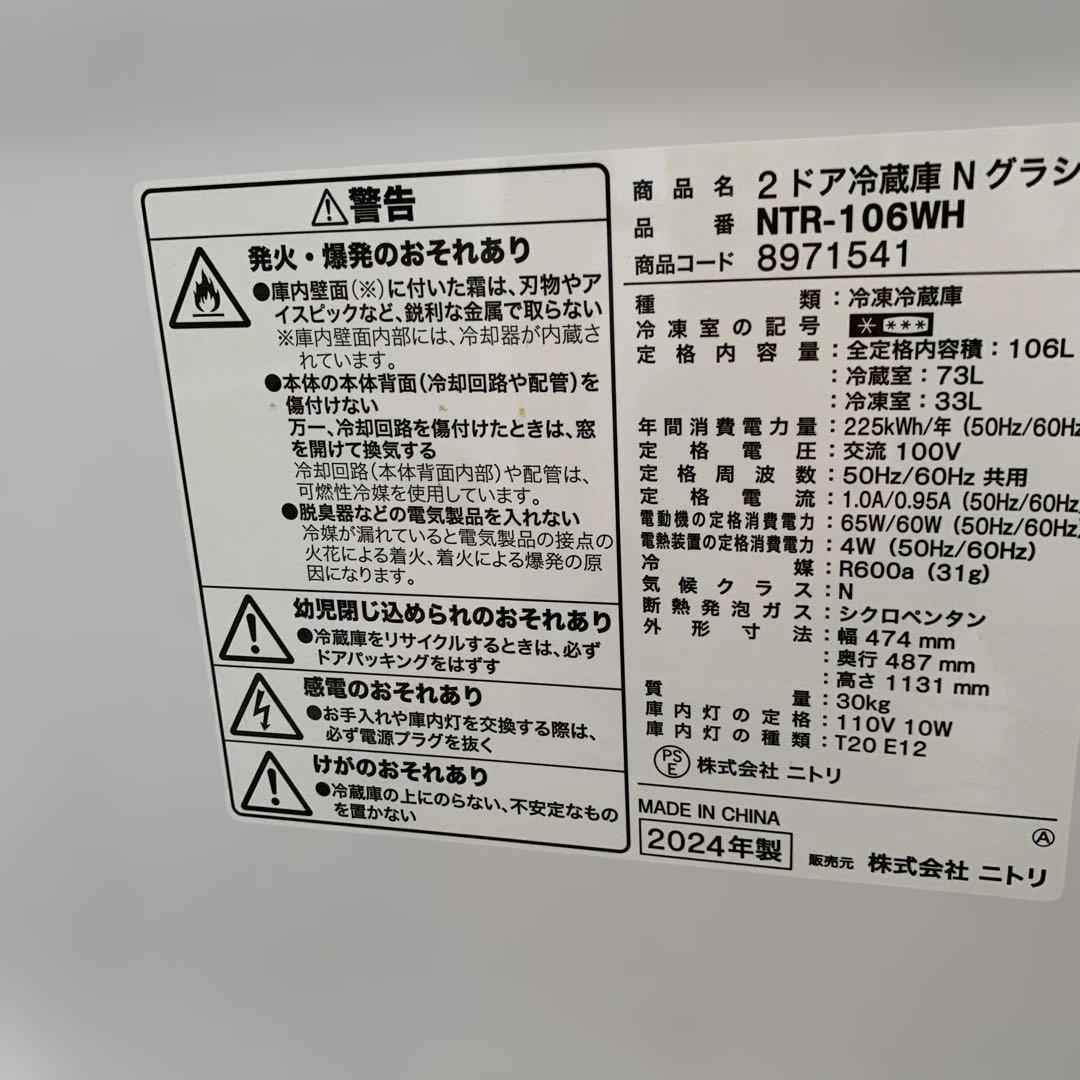 警告
発火・爆発のおそれあり
●庫内壁面(※)に付いた霜は、刃物やア
イスピックなど、鋭利な金属で取らない
※庫内壁面内部には、冷却器が内蔵さ
れています。
●本体の本体背面(冷却回路や配管)を
傷付けない
万一、冷却回路を傷付けたときは、窓
を開けて換気する
冷却回路(本体背面内部)や配管は、
可燃性冷媒を使用しています。
●脱臭器などの電気製品を入れない
冷媒が漏れていると電気製品の接点の
火花による着火、着火による爆発の原
因になります。
幼児閉じ込められのおそれあり
●冷蔵庫をリサイクルするときは、必ず
ドアパッキングをはずす
感電のおそれあり
●お手入れや庫内灯を交換する際は、
必ず電源プラグを抜く
けがのおそれあり
●冷蔵庫の上にのらない、不安定なもの
を置かない
商品名 2ドア冷蔵庫 N グラシ
品番 NTR-106WH
商品コード 8971541
種類:冷凍冷蔵庫
冷凍室の記号
定格内容量:全定格内容積:106L
:冷蔵室:73L
:冷凍室:33L
年間消費電力量:225kWh/年 (50Hz/60Hz
定格電圧:交流 100V
定格周波数:50Hz/60Hz 共用
定格電流:1.0A/0.95A (50Hz/60Hz
電動機の定格消費電力:65W/60W (50Hz/60Hz)
電熱装置の定格消費電力:4W (50Hz/60Hz)
冷媒:R600a (31g)
気候クラス:N
断熱発泡ガス:シクロペンタン
外形寸法:幅 474 mm
:奥行 487 mm
:高さ 1131 mm
質量:30kg
庫内灯の定格:110V 10W
庫内灯の種類:T20 E12
PSE 株式会社 ニトリ
MADE IN CHINA
A
2024年製
販売元 株式会社 ニトリ